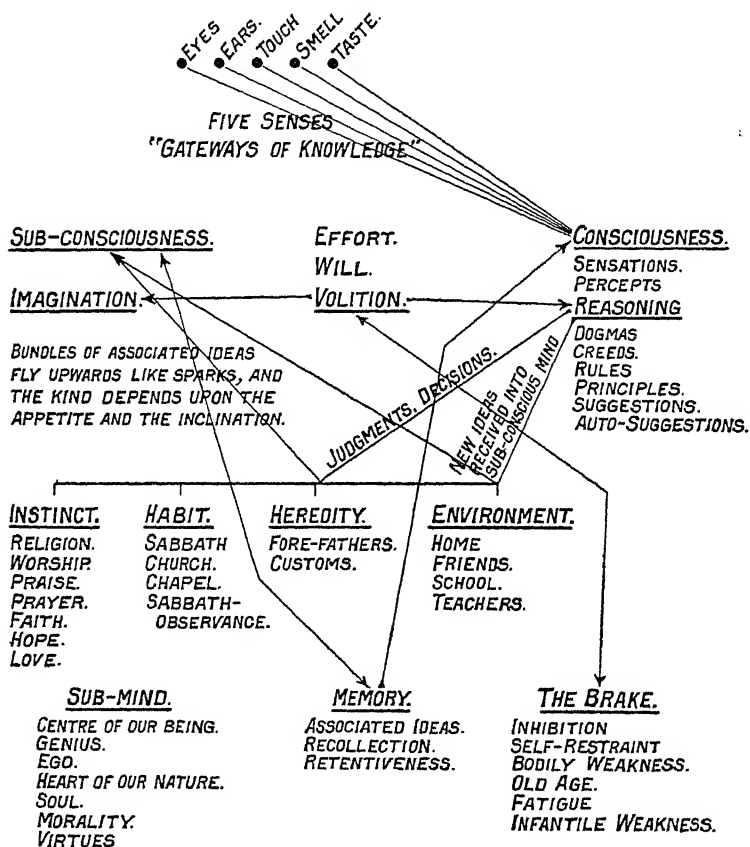 EYES
EARS.
TOUCH
SMELL
TASTE.
FIVE SENSES
"GATEWAYS OF KNOWLEDGE"
SUB-CONSCIOUSNESS.
IMAGINATION.
BUNDLES OF ASSOCIATED IDEAS
FLY UPWARDS LIKE SPARKS, AND
THE KIND DEPENDS UPON THE
APPETITE AND THE INCLINATION.
EFFORT.
WILL.
VOLITION.
CONSCIOUSNESS.
SENSATIONS.
PERCEPTS
REASONING
DOGMAS
CREEDS.
RULES
PRINCIPLES.
SUGGESTIONS.
AUTO-SUGGESTIONS.
JUDGMENTS, DECISIONS.
NEW IDEAS
RECEIVED INTO
SUB-CONSCIOUS MIND
INSTINCT.
RELIGION.
WORSHIP.
PRAISE.
PRAYER.
FAITH.
HOPE.
LOVE.
HABIT.
SABBATH
CHURCH.
CHAPEL.
SABBATH-
OBSERVANCE.
HEREDITY.
FORE-FATHERS.
CUSTOMS.
ENVIRONMENT.
HOME
FRIENDS.
SCHOOL.
TEACHERS.
SUB-MIND.
CENTRE OF OUR BEING.
GENIUS.
EGO.
HEART OF OUR NATURE.
SOUL.
MORALITY.
VIRTUES
MEMORY.
ASSOCIATED IDEAS.
RECOLLECTION.
RETENTIVENESS.
THE BRAKE.
INHIBITION
SELF-RESTRAINT
BODILY WEAKNESS.
OLD AGE.
FATIGUE
INFANTILE WEAKNESS.